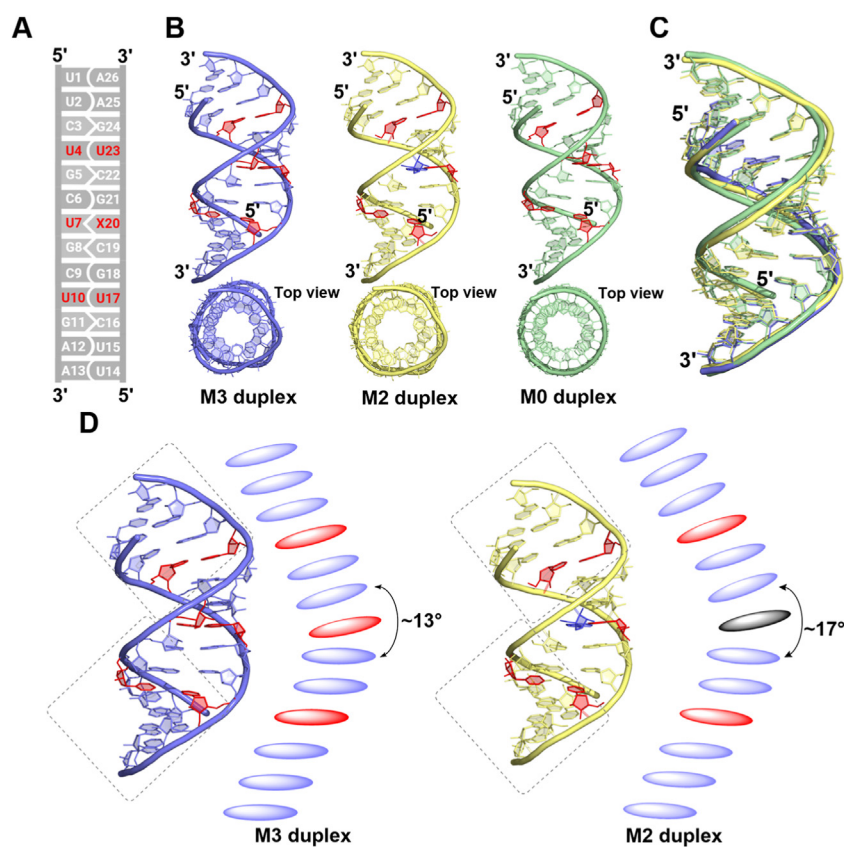 A
5' 3'
U1 A26
U2 A25
C3 G24
U4 U23
G5 C22
C6 G21
U7 X20
G8 C19
C9 G18
U10 U17
G11 C16
A12 U15
A13 U14
3' 5'
B
3' 3' 3'
5' 5' 5'
5' 5' 5'
3' 3' 3'
Top view Top view Top view
M3 duplex M2 duplex M0 duplex
C
3'
5'
5'
3'
D
~13° ~17°
M3 duplex M2 duplex